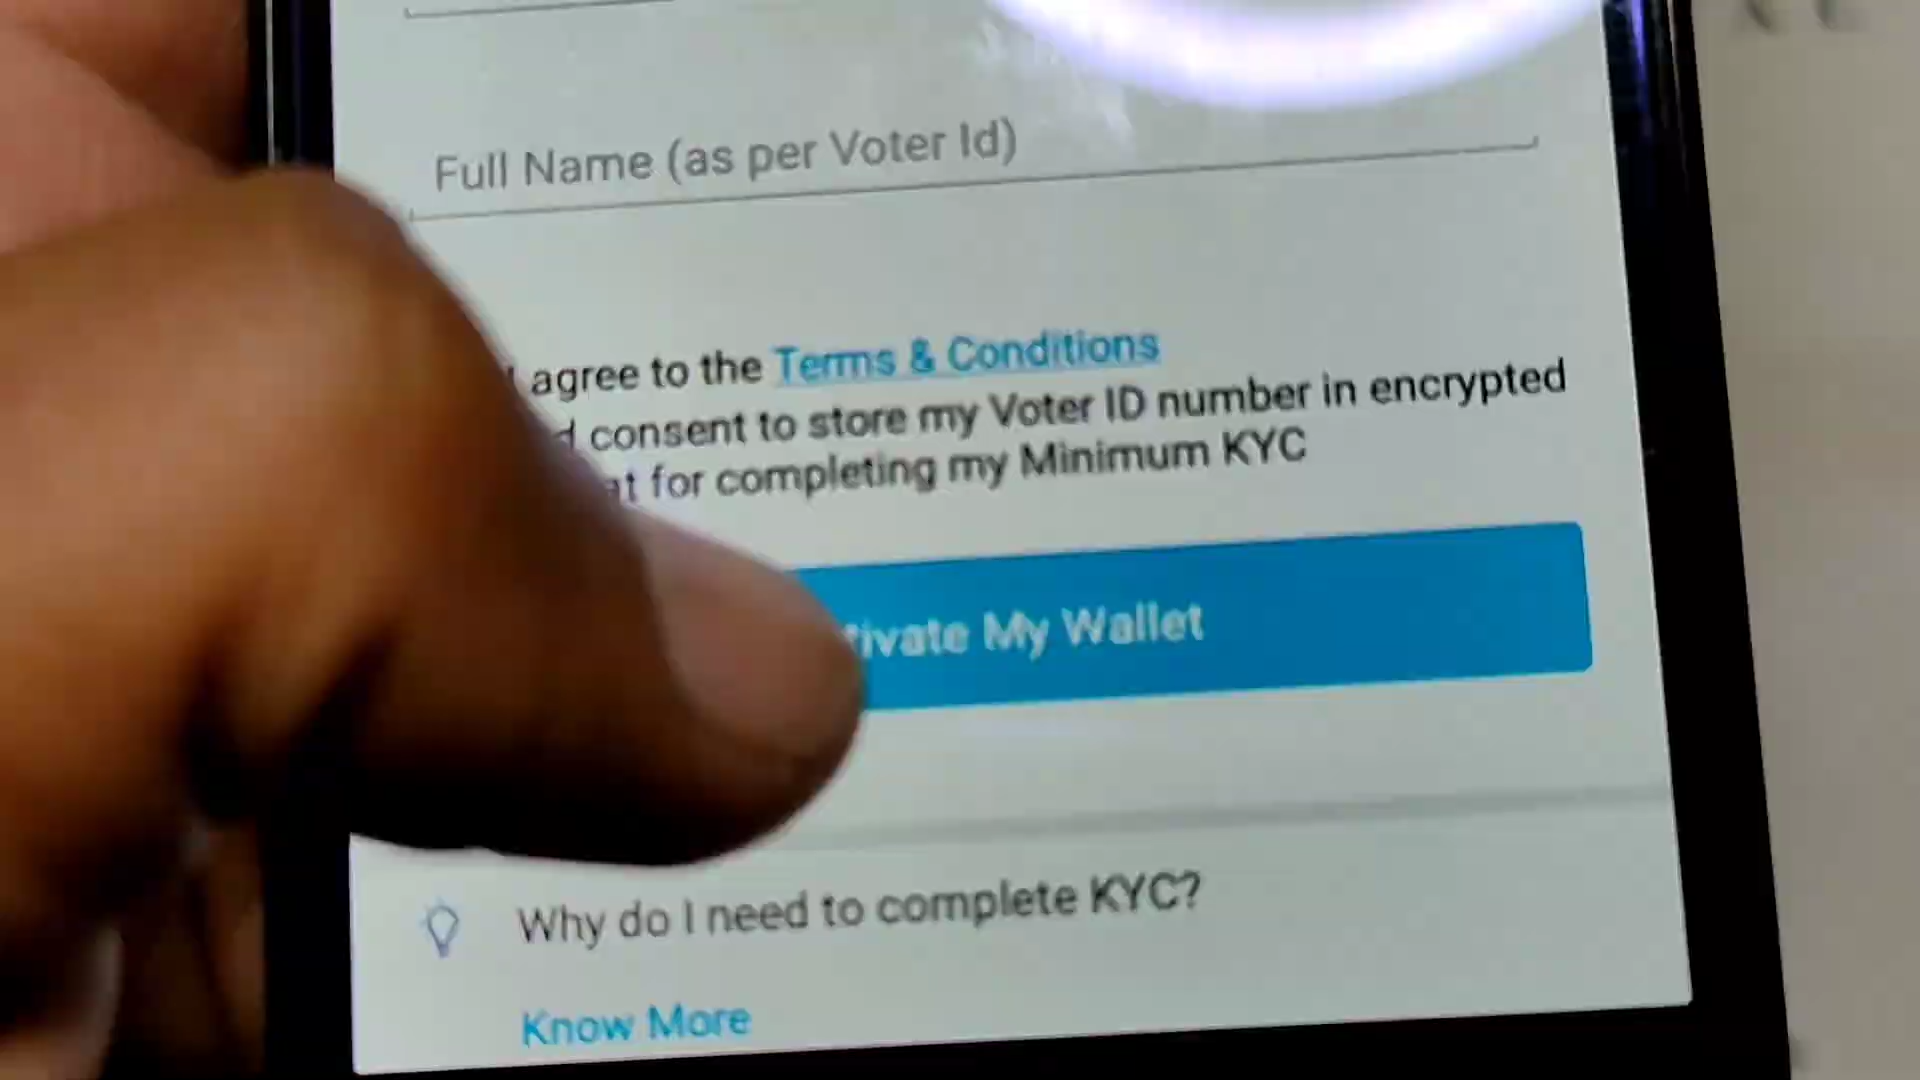 Full Name (as per Voter Id)
agree to the Terms & Conditions
consent to store my Voter ID number in encrypted
for completing my Minimum KYC
My Wallet
Why do I need to complete KYC?
Know More